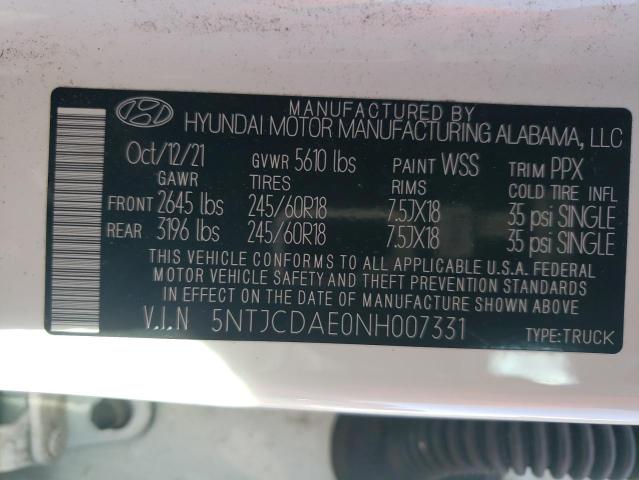 MANUFACTURED BY
HYUNDAI MOTOR MANUFACTURING ALABAMA, LLC
Oct/12/21 GVWR 5610 lbs PAINT WSS TRIM PPX
GAWR TIRES RIMS COLD TIRE INFL
FRONT 2645 lbs 245/60R18 7.5JX18 35 psi SINGLE
REAR 3196 lbs 245/60R18 7.5JX18 35 psi SINGLE
THIS VEHICLE CONFORMS TO ALL APPLICABLE U.S.A. FEDERAL
MOTOR VEHICLE SAFETY AND THEFT PREVENTION STANDARDS
IN EFFECT ON THE DATE OF MANUFACTURE SHOWN ABOVE
V.I.N 5NTJCDAE0NH007331 TYPE:TRUCK